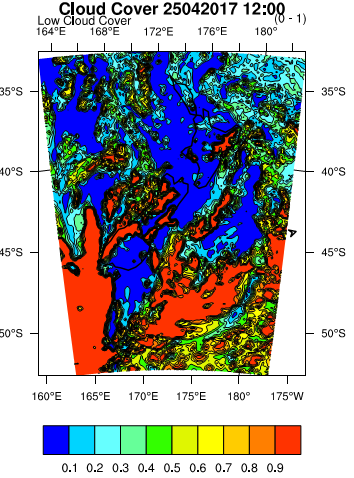 Cloud Cover 25042017 12:00
Low Cloud Cover (0 - 1)
164°E 168°E 172°E 176°E 180°
35°S 35°S
40°S 40°S
45°S 45°S
50°S 50°S
160°E 165°E 170°E 175°E 180° 175°W
0.1 0.2 0.3 0.4 0.5 0.6 0.7 0.8 0.9